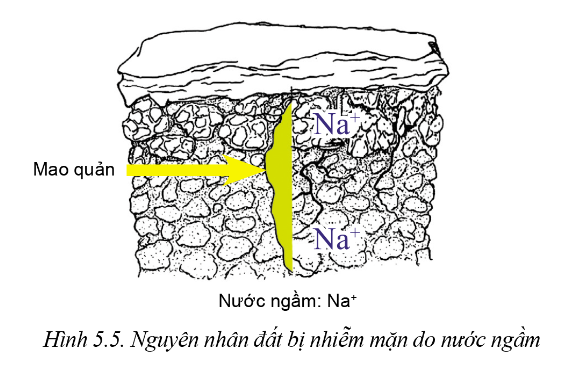 Na⁺
Mao quản
Na⁺
Nước ngầm: Na⁺
Hình 5.5. Nguyên nhân đất bị nhiễm mặn do nước ngầm